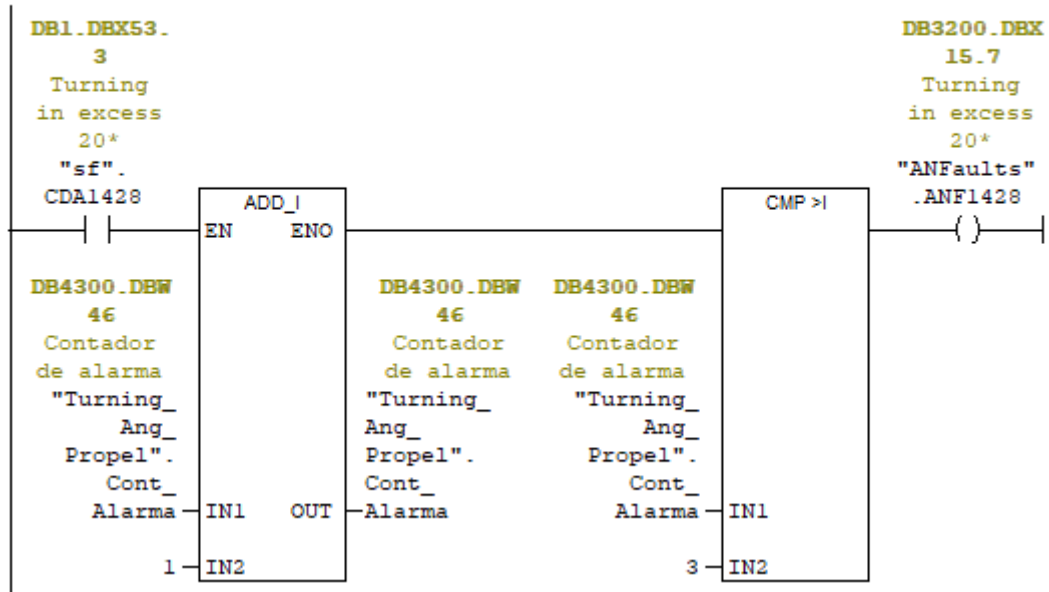 DB1.DBX53.
3
Turning
in excess
20*
"sf".
CDA1428
DB3200.DBX
15.7
Turning
in excess
20*
"ANFaults"
.ANF1428
ADD_I
EN ENO
CMP >I
DB4300.DBW
46
Contador
de alarma
"Turning_
Ang_
Propel".
Cont_
Alarma
IN1
1
IN2
OUT
DB4300.DBW
46
Contador
de alarma
"Turning_
Ang_
Propel".
Cont_
Alarma
DB4300.DBW
46
Contador
de alarma
"Turning_
Ang_
Propel".
Cont_
Alarma
IN1
3
IN2